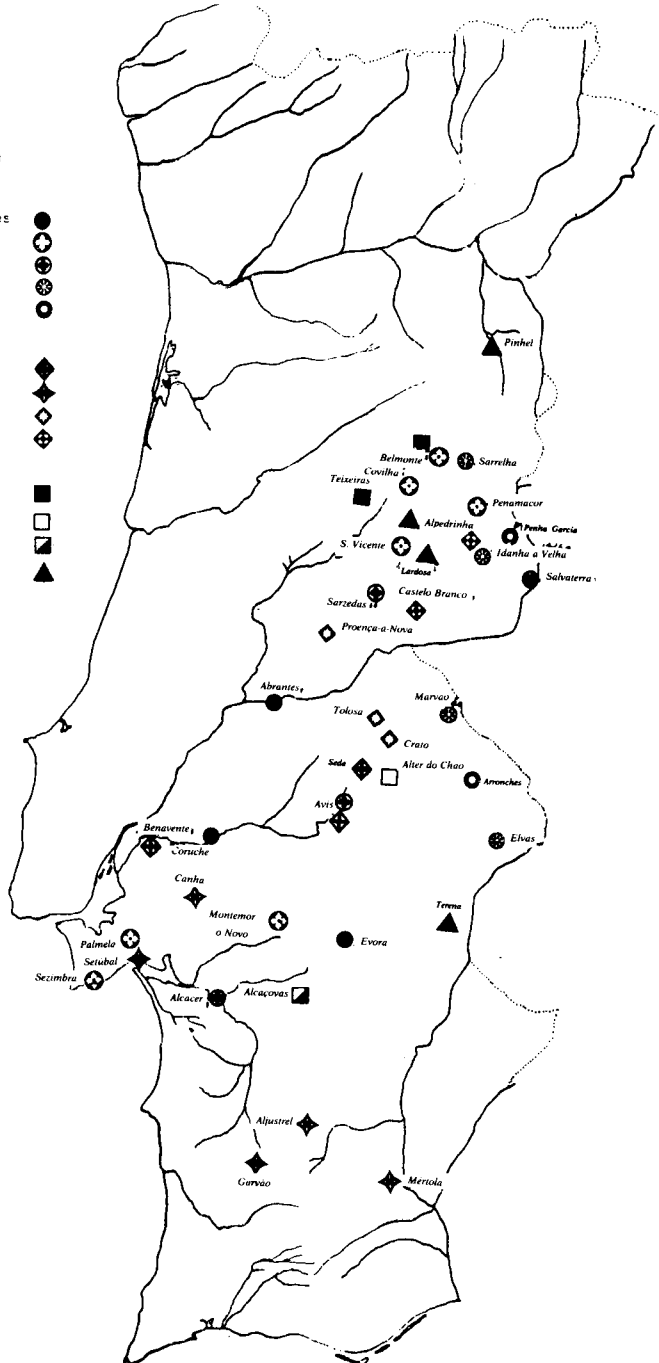 Pinhel
Belmonte
Sarrelha
Covilha
Teixeiras
Penamacor
Alpedrinha
Penha Garcia
S. Vicente
Idanha a Velha
Lardosa
Salvaterra
Castelo Branco
Sarzedas
Proença-a-Nova
Abrantes
Marvao
Tolosa
Crato
Seda
Alter do Chao
Arronches
Avis
Benavente
Coruche
Elvas
Canha
Montemor
o Novo
Terena
Evora
Palmela
Setubal
Sezimbra
Alcacer
Alcaçovas
Aljustrel
Garvão
Mertola